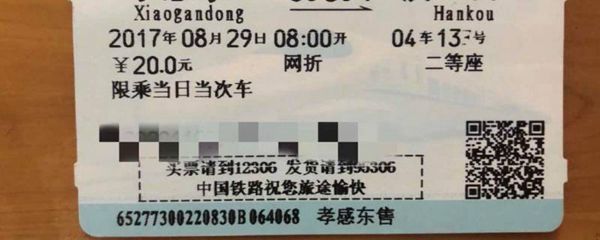 Xiaogandong Hankou
2017年08月29日08:00开 04车13 号
￥20.0元 网折 二等座
限乘当日当次车
买票请到12306 发货请到95306
中国铁路祝您旅途愉快
65277300220830B064068 孝感东售